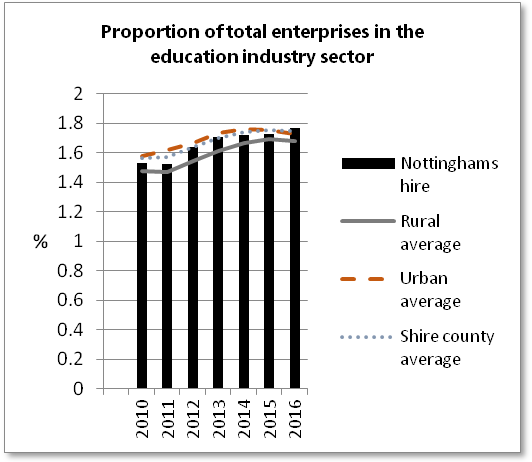 Proportion of total enterprises in the
education industry sector
2
1.8
1.6
1.4
1.2
1
0.8
0.6
0.4
0.2
0
%
2010
2011
2012
2013
2014
2015
2016
Nottinghams
hire
Rural
average
Urban
average
Shire county
average